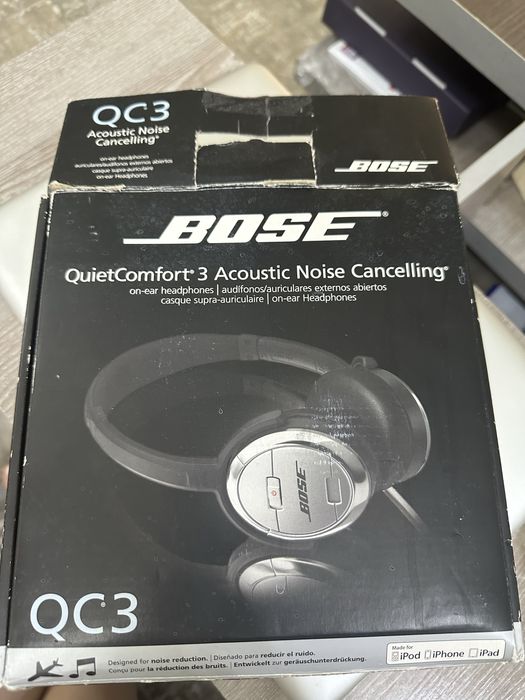 QC3
Acoustic Noise
Cancelling®
on-ear headphones
auriculares/audífonos externos abiertos
casque supra-auriculaire
on-ear Headphones
BOSE
BOSE®
QuietComfort® 3 Acoustic Noise Cancelling®
on-ear headphones | audífonos/auriculares externos abiertos
casque supra-auriculaire | on-ear Headphones
BOSE
QC3
Designed for noise reduction. | Diseñado para reducir el ruido.
Conçu pour la réduction des bruits. | Entwickelt zur geräuschunterdrückung.
Made for
iPod iPhone iPad